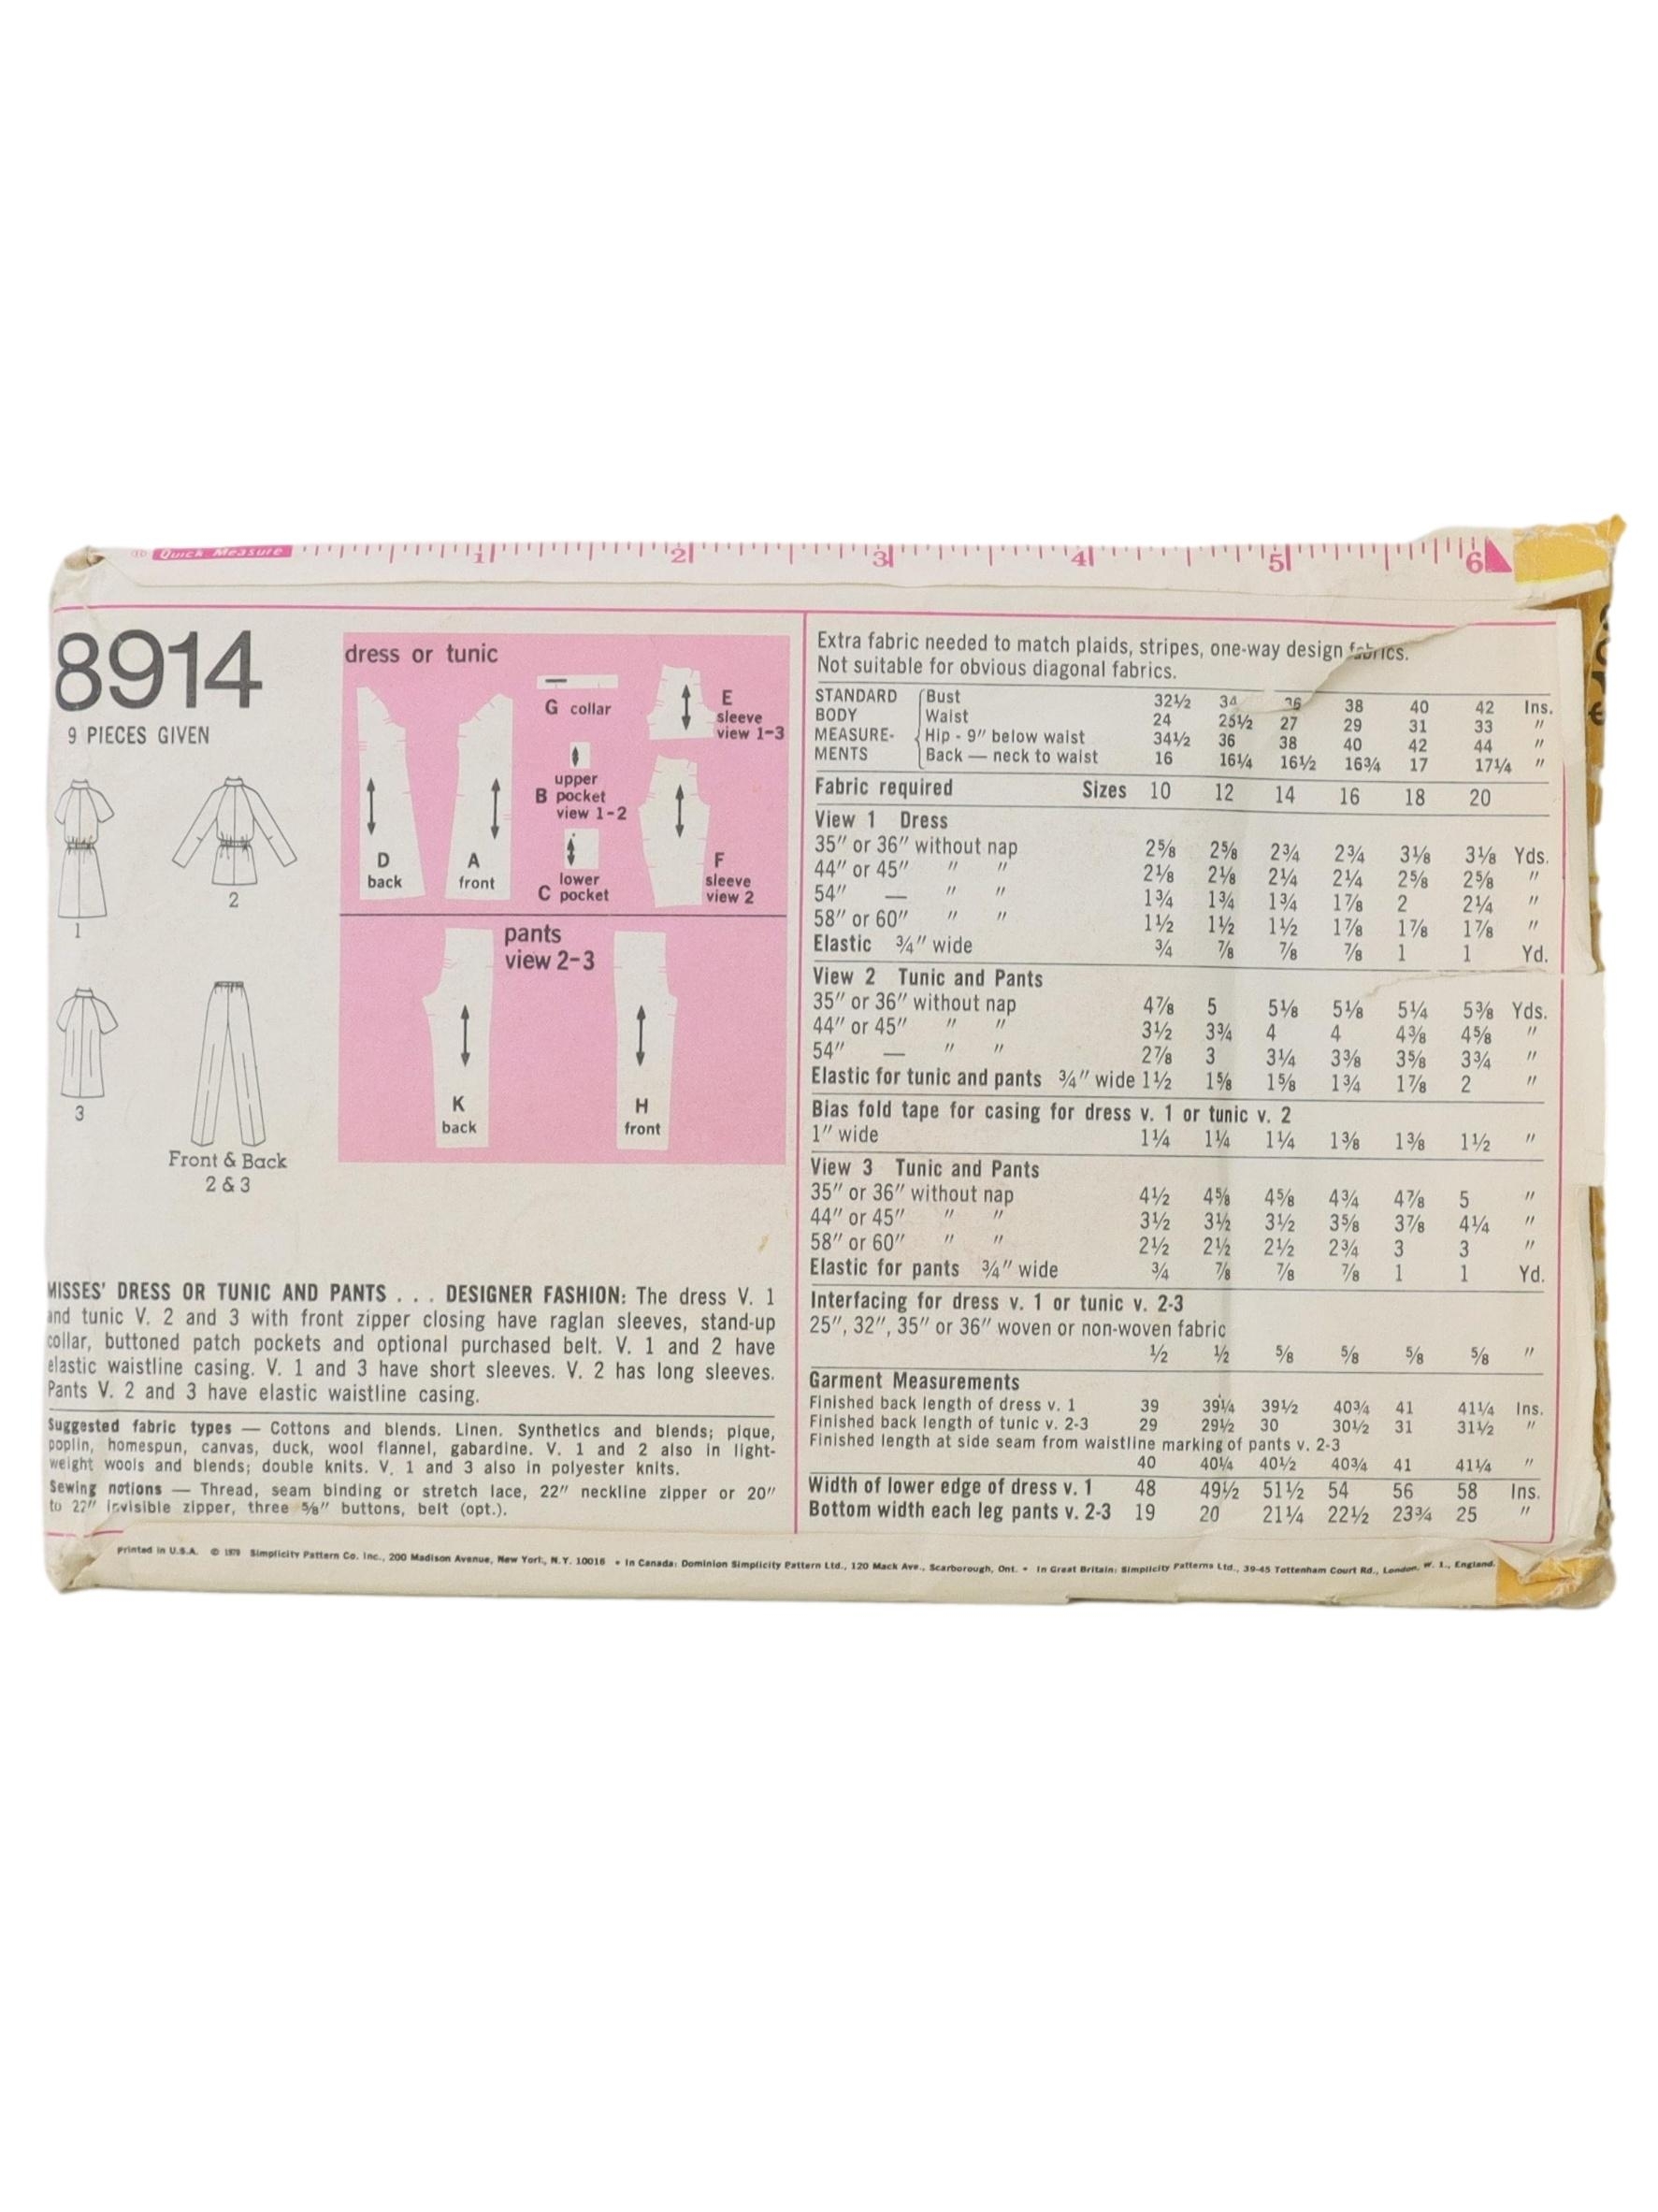 Quick Measure 1 2 3 4 5 6
8914
9 PIECES GIVEN
1
2
3
Front & Back
2 & 3
dress or tunic
D
back
A
front
G collar
upper
B pocket
view 1-2
lower
C pocket
E
sleeve
view 1-3
F
sleeve
view 2
pants
view 2-3
K
back
H
front
MISSES' DRESS OR TUNIC AND PANTS . . . DESIGNER FASHION: The dress V. 1
and tunic V. 2 and 3 with front zipper closing have raglan sleeves, stand-up
collar, buttoned patch pockets and optional purchased belt. V. 1 and 2 have
elastic waistline casing. V. 1 and 3 have short sleeves. V. 2 has long sleeves.
Pants V. 2 and 3 have elastic waistline casing.
Suggested fabric types — Cottons and blends. Linen. Synthetics and blends; pique,
poplin, homespun, canvas, duck, wool flannel, gabardine. V. 1 and 2 also in light-
weight wools and blends; double knits. V. 1 and 3 also in polyester knits.
Sewing notions — Thread, seam binding or stretch lace, 22" neckline zipper or 20"
to 22" invisible zipper, three ⅝" buttons, belt (opt.).
Extra fabric needed to match plaids, stripes, one-way design fabrics.
Not suitable for obvious diagonal fabrics.
STANDARD BODY MEASURE-MENTS
Bust 32½ 34 36 38 40 42 Ins.
Waist 24 25½ 27 29 31 33 "
Hip - 9" below waist 34½ 36 38 40 42 44 "
Back — neck to waist 16 16¼ 16½ 16¾ 17 17¼ "
Fabric required Sizes 10 12 14 16 18 20
View 1 Dress
35" or 36" without nap 2⅝ 2⅝ 2¾ 2¾ 3⅛ 3⅛ Yds.
44" or 45" " " 2⅛ 2⅛ 2¼ 2¼ 2⅝ 2⅝ "
54" — " " 1¾ 1¾ 1¾ 1⅞ 2 2¼ "
58" or 60" " " 1½ 1½ 1½ 1⅞ 1⅞ 1⅞ "
Elastic ¾" wide ¾ ⅞ ⅞ ⅞ 1 1 Yd.
View 2 Tunic and Pants
35" or 36" without nap 4⅞ 5 5⅛ 5⅛ 5¼ 5⅜ Yds.
44" or 45" " " 3½ 3¾ 4 4 4⅜ 4⅝ "
54" — " " 2⅞ 3 3¼ 3⅜ 3⅝ 3¾ "
Elastic for tunic and pants ¾" wide 1½ 1⅝ 1⅝ 1¾ 1⅞ 2 "
Bias fold tape for casing for dress v. 1 or tunic v. 2
1" wide 1¼ 1¼ 1¼ 1⅜ 1⅜ 1½ "
View 3 Tunic and Pants
35" or 36" without nap 4½ 4⅝ 4⅝ 4¾ 4⅞ 5 "
44" or 45" " " 3½ 3½ 3½ 3⅝ 3⅞ 4¼ "
58" or 60" " " 2½ 2½ 2½ 2¾ 3 3 "
Elastic for pants ¾" wide ¾ ⅞ ⅞ ⅞ 1 1 Yd.
Interfacing for dress v. 1 or tunic v. 2-3
25", 32", 35" or 36" woven or non-woven fabric
½ ½ ⅝ ⅝ ⅝ ⅝ "
Garment Measurements
Finished back length of dress v. 1 39 39¼ 39½ 40¾ 41 41¼ Ins.
Finished back length of tunic v. 2-3 29 29½ 30 30½ 31 31½ "
Finished length at side seam from waistline marking of pants v. 2-3
40 40¼ 40½ 40¾ 41 41¼ "
Width of lower edge of dress v. 1 48 49½ 51½ 54 56 58 Ins.
Bottom width each leg pants v. 2-3 19 20 21¼ 22½ 23¾ 25 "
Printed in U.S.A. © Simplicity Pattern Co. Inc., 200 Madison Avenue, New York, N.Y. 10016 • In Canada: Dominion Simplicity Pattern Ltd., 120 Mack Ave., Scarborough, Ont. • In Great Britain: Simplicity Patterns Ltd., 39-45 Tottenham Court Rd., London, W. 1., England.